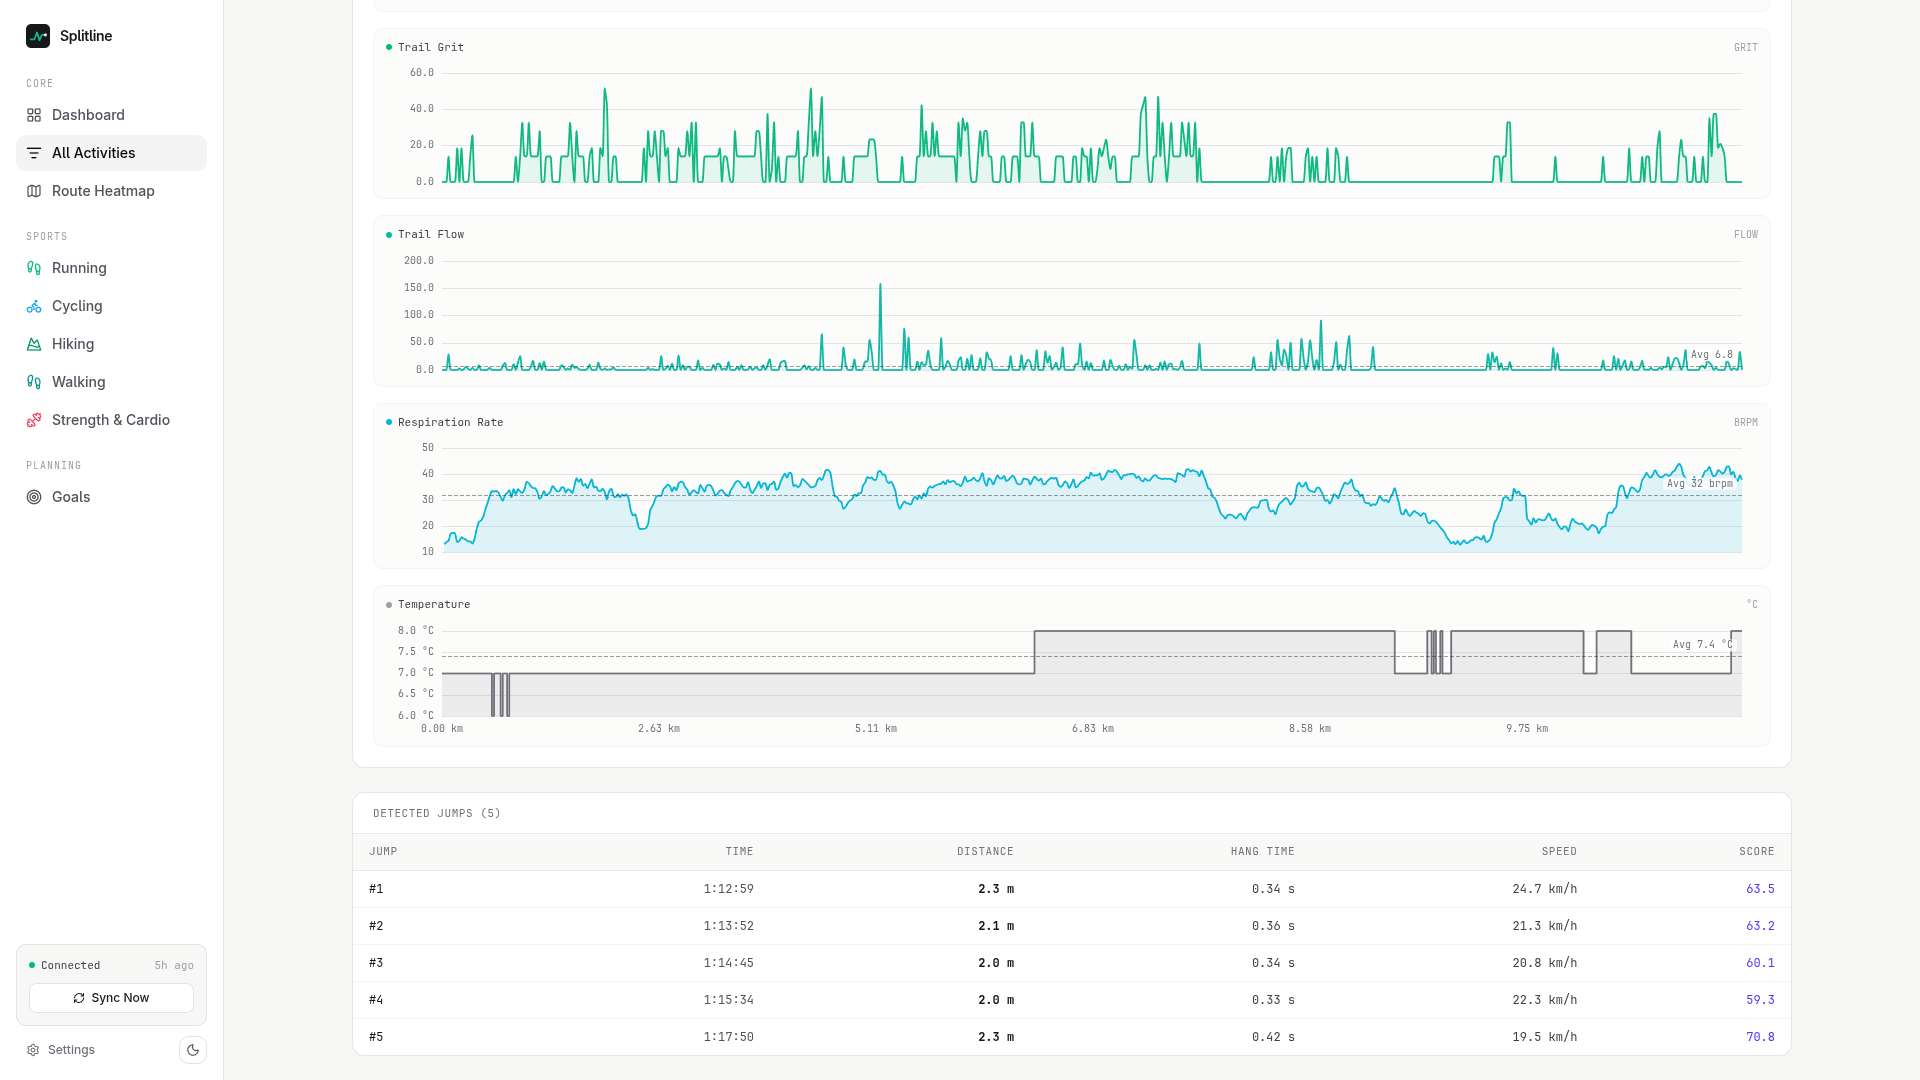 Splitline
CORE
Dashboard
All Activities
Route Heatmap
SPORTS
Running
Cycling
Hiking
Walking
Strength & Cardio
PLANNING
Goals
Connected 5h ago
Sync Now
Settings
Trail Grit GRIT
60.0
40.0
20.0
0.0
Trail Flow FLOW
200.0
150.0
100.0
50.0
0.0
Avg 6.8
Respiration Rate BRPM
50
40
30
20
10
Avg 32 brpm
Temperature °C
8.0 °C
7.5 °C
7.0 °C
6.5 °C
6.0 °C
Avg 7.4 °C
0.00 km 2.63 km 5.11 km 6.83 km 8.58 km 9.75 km
DETECTED JUMPS (5)
JUMP TIME DISTANCE HANG TIME SPEED SCORE
#1 1:12:59 2.3 m 0.34 s 24.7 km/h 63.5
#2 1:13:52 2.1 m 0.36 s 21.3 km/h 63.2
#3 1:14:45 2.0 m 0.34 s 20.8 km/h 60.1
#4 1:15:34 2.0 m 0.33 s 22.3 km/h 59.3
#5 1:17:50 2.3 m 0.42 s 19.5 km/h 70.8